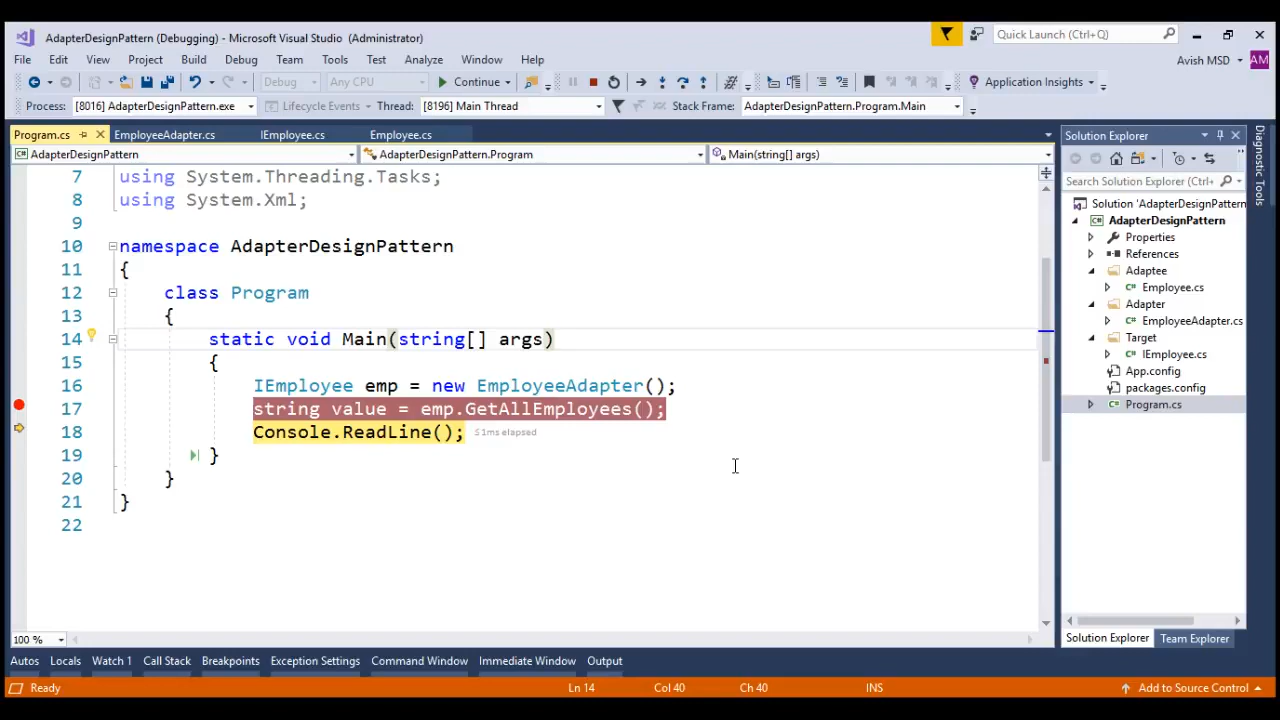 AdapterDesignPattern (Debugging) - Microsoft Visual Studio (Administrator)
Quick Launch (Ctrl+Q)
File Edit View Project Build Debug Team Tools Test Analyze Window Help
Avish MSD AM
Debug Any CPU Continue Application Insights
Process: [8016] AdapterDesignPattern.exe Lifecycle Events Thread: [8196] Main Thread Stack Frame: AdapterDesignPattern.Program.Main
Program.cs EmployeeAdapter.cs IEmployee.cs Employee.cs
AdapterDesignPattern AdapterDesignPattern.Program Main(string[] args)
7 using System.Threading.Tasks;
8 using System.Xml;
9
10 namespace AdapterDesignPattern
11 {
12 class Program
13 {
14 static void Main(string[] args)
15 {
16 IEmployee emp = new EmployeeAdapter();
17 string value = emp.GetAllEmployees();
18 Console.ReadLine(); ≤1ms elapsed
19 }
20 }
21 }
22
100 %
Solution Explorer
Search Solution Explorer (Ctrl+
Solution 'AdapterDesignPattern
AdapterDesignPattern
Properties
References
Adaptee
Employee.cs
Adapter
EmployeeAdapter.cs
Target
IEmployee.cs
App.config
packages.config
Program.cs
Solution Explorer Team Explorer
Diagnostic Tools
Autos Locals Watch 1 Call Stack Breakpoints Exception Settings Command Window Immediate Window Output
Ready Ln 14 Col 40 Ch 40 INS Add to Source Control